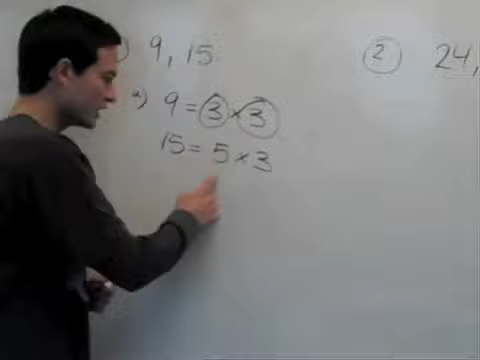 ) 9, 15
2 24,
a) 9 = 3 × 3
15 = 5 × 3